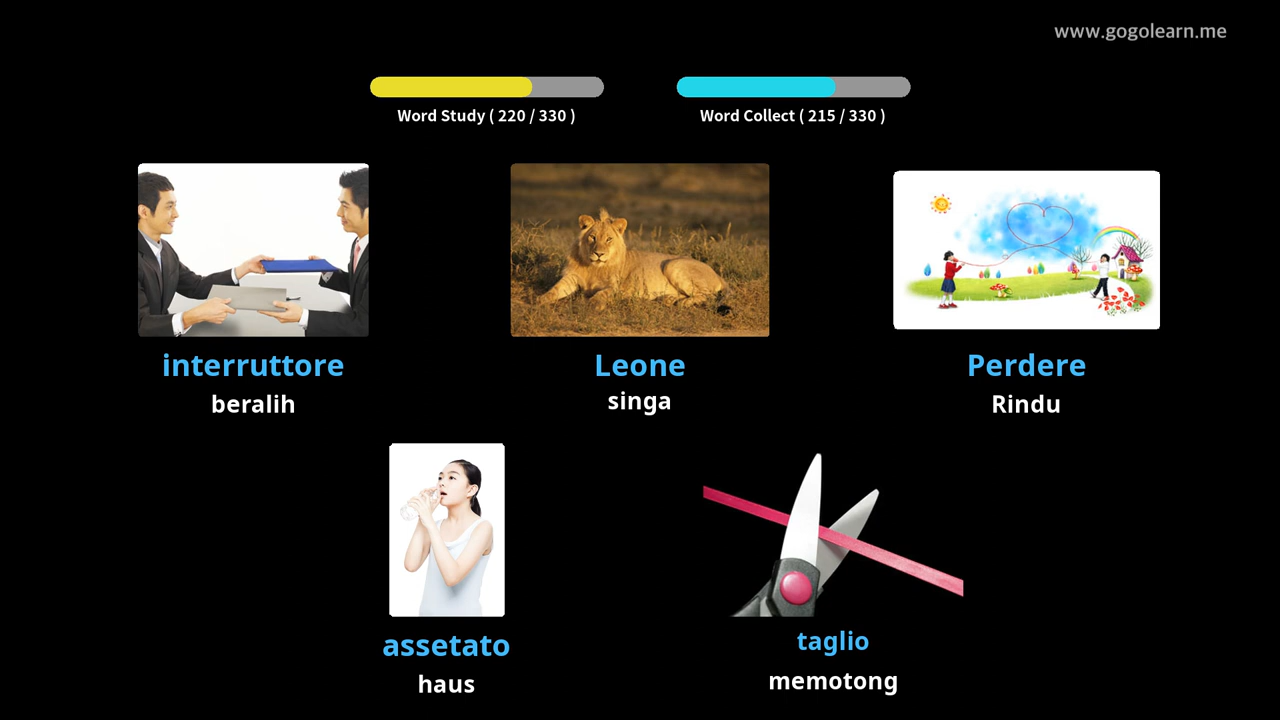 www.gogolearn.me
Word Study ( 220 / 330 )
Word Collect ( 215 / 330 )
interruttore
beralih
Leone
singa
Perdere
Rindu
assetato
haus
taglio
memotong